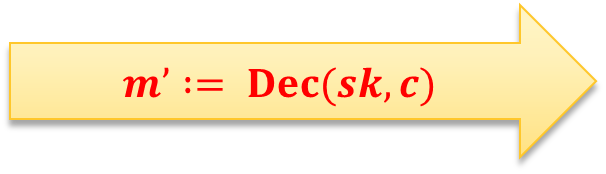 m’ := Dec(sk, c)